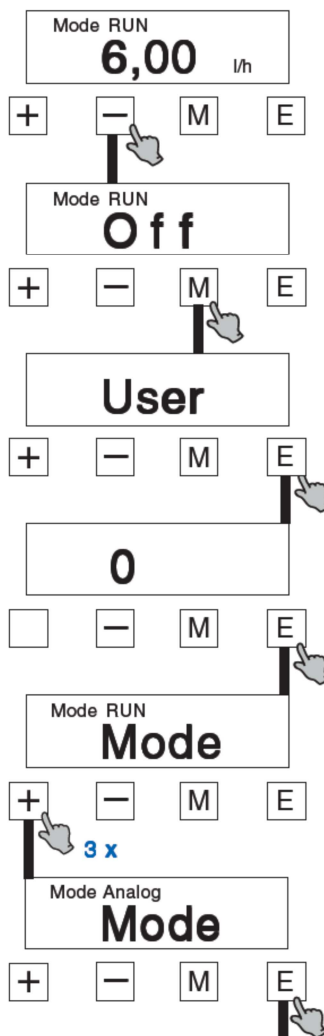 Mode RUN
6,00 l/h
+ — M E
Mode RUN
Off
+ — M E
User
+ — M E
0
— M E
Mode RUN
Mode
+ — M E
3 x
Mode Analog
Mode
+ — M E